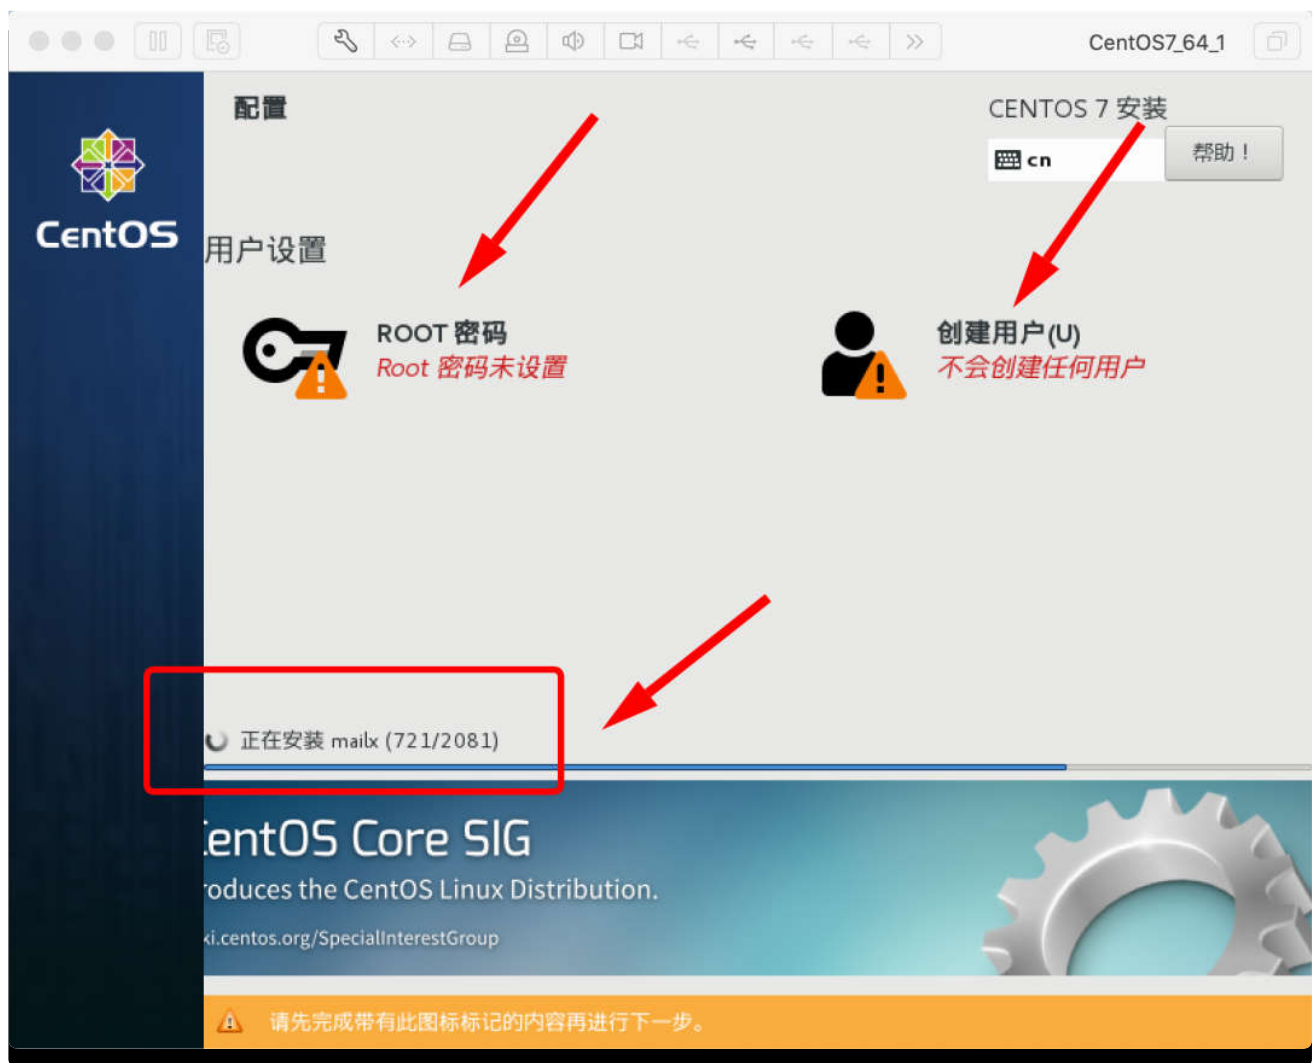 CentOS7_64_1
配置
CENTOS 7 安装
cn
帮助！
CentOS
用户设置
ROOT 密码
Root 密码未设置
创建用户(U)
不会创建任何用户
正在安装 mailx (721/2081)
entOS Core SIG
roduces the CentOS Linux Distribution.
ki.centos.org/SpecialInterestGroup
请先完成带有此图标标记的内容再进行下一步。